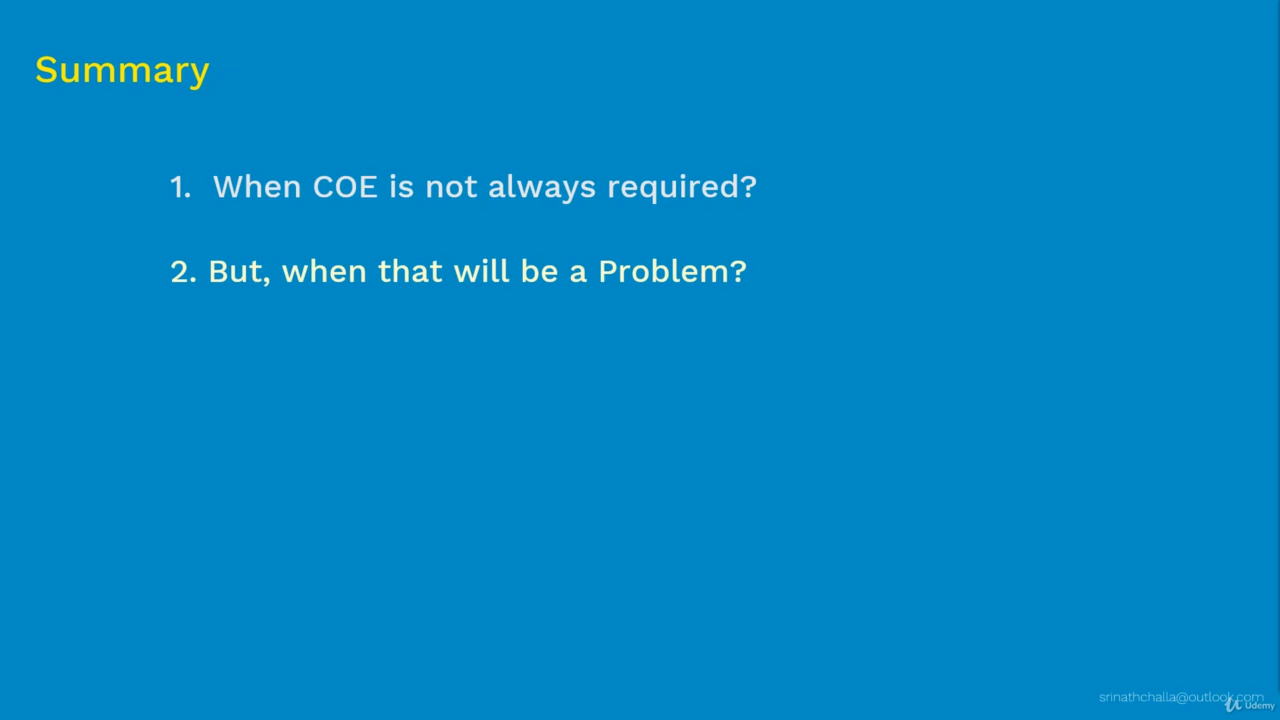 Summary
1. When COE is not always required?
2. But, when that will be a Problem?
srinathchalla@outlook.com
Udemy